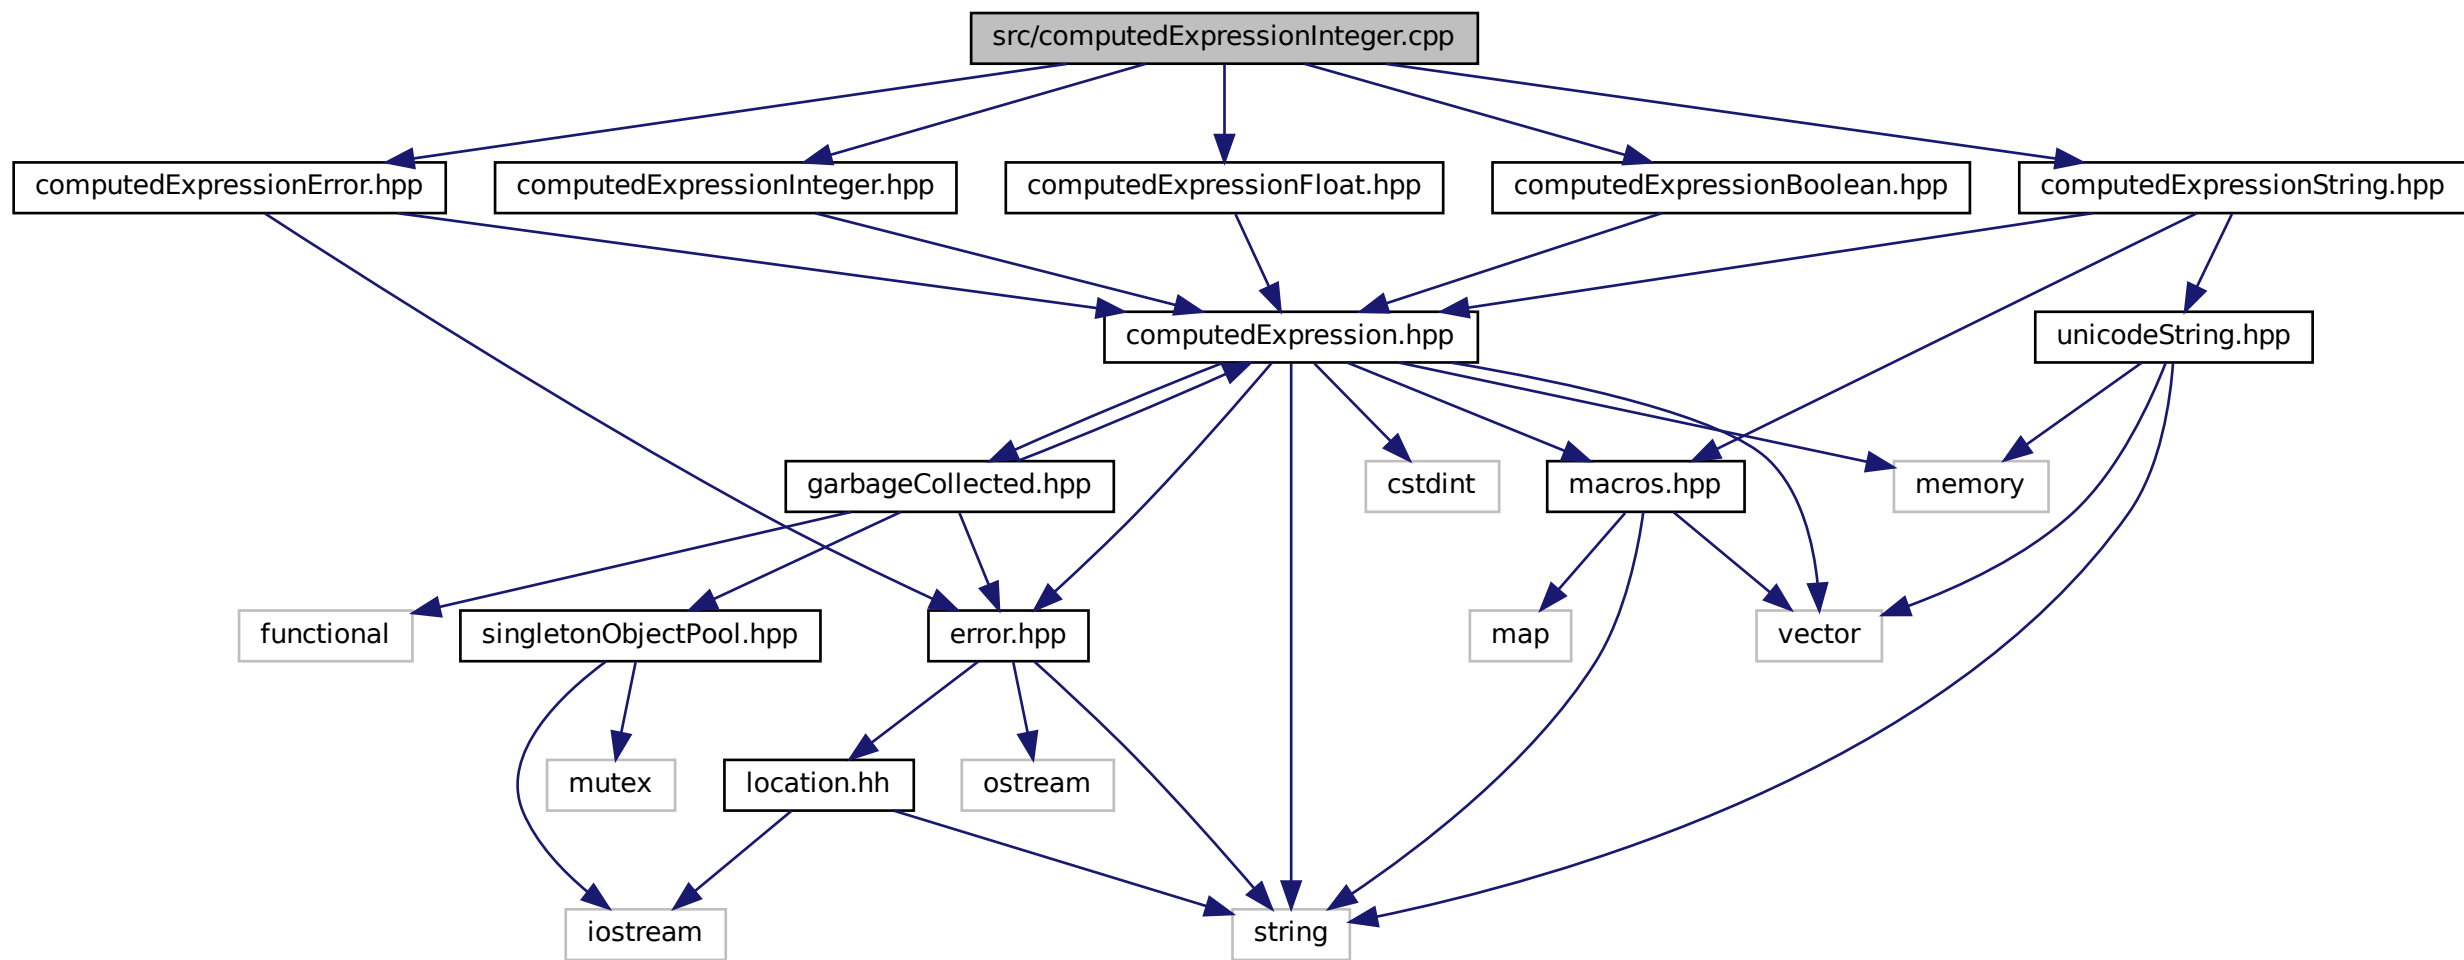 src/computedExpressionInteger.cpp
computedExpressionError.hpp
computedExpressionInteger.hpp
computedExpressionFloat.hpp
computedExpressionBoolean.hpp
computedExpressionString.hpp
computedExpression.hpp
unicodeString.hpp
garbageCollected.hpp
cstdint
macros.hpp
memory
functional
singletonObjectPool.hpp
error.hpp
map
vector
mutex
location.hh
ostream
iostream
string